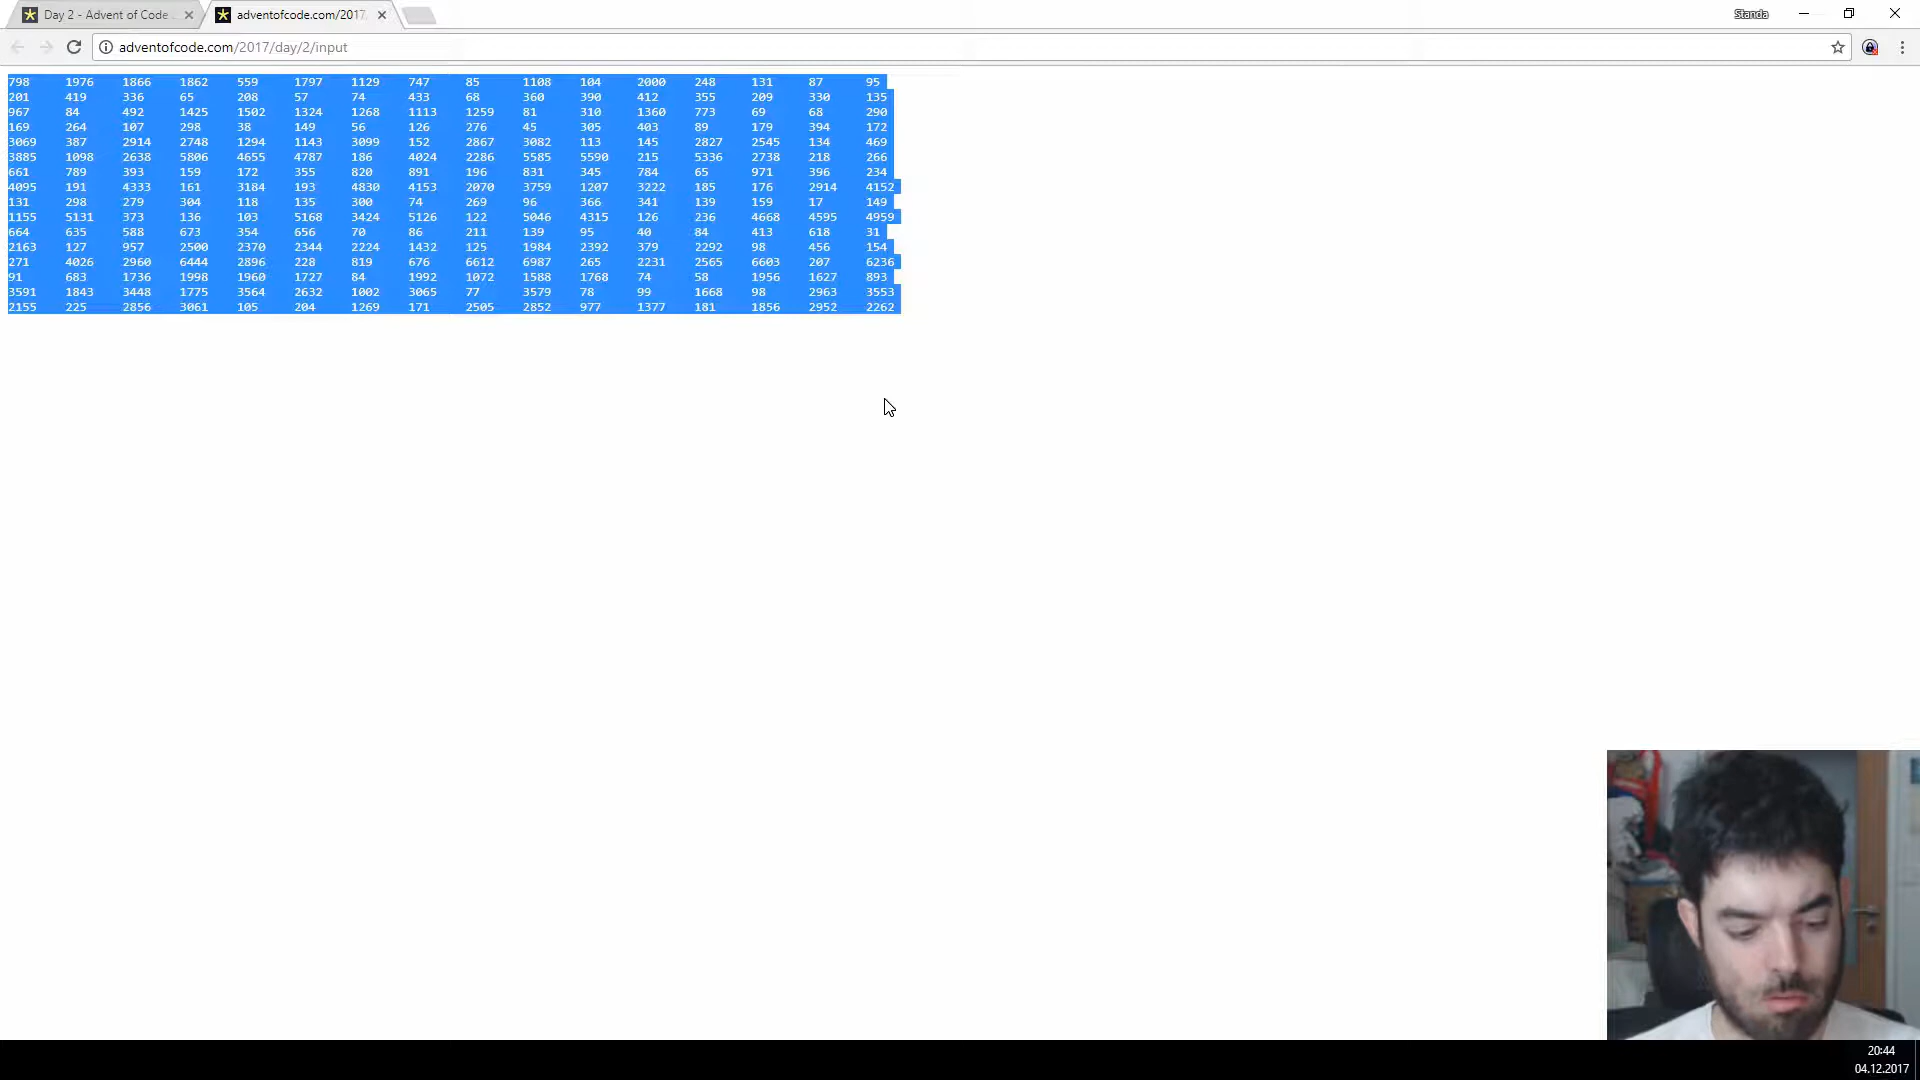 Day 2 - Advent of Code
adventofcode.com/2017
Standa
adventofcode.com/2017/day/2/input
798 1976 1866 1862 559 1797 1129 747 85 1108 104 2000 248 131 87 95
201 419 336 65 208 57 74 433 68 360 390 412 355 209 330 135
967 84 492 1425 1502 1324 1268 1113 1259 81 310 1360 773 69 68 290
169 264 107 298 38 149 56 126 276 45 305 403 89 179 394 172
3069 387 2914 2748 1294 1143 3099 152 2867 3082 113 145 2827 2545 134 469
3885 1098 2638 5806 4655 4787 186 4024 2286 5585 5590 215 5336 2738 218 266
661 789 393 159 172 355 820 891 196 831 345 784 65 971 396 234
4095 191 4333 161 3184 193 4830 4153 2070 3759 1207 3222 185 176 2914 4152
131 298 279 304 118 135 300 74 269 96 366 341 139 159 17 149
1155 5131 373 136 103 5168 3424 5126 122 5046 4315 126 236 4668 4595 4959
664 635 588 673 354 656 70 86 211 139 95 40 84 413 618 31
2163 127 957 2500 2370 2344 2224 1432 125 1984 2392 379 2292 98 456 154
271 4026 2960 6444 2896 228 819 676 6612 6987 265 2231 2565 6603 207 6236
91 683 1736 1998 1960 1727 84 1992 1072 1588 1768 74 58 1956 1627 893
3591 1843 3448 1775 3564 2632 1002 3065 77 3579 78 99 1668 98 2963 3553
2155 225 2856 3061 105 204 1269 171 2505 2852 977 1377 181 1856 2952 2262
20:44
04.12.2017